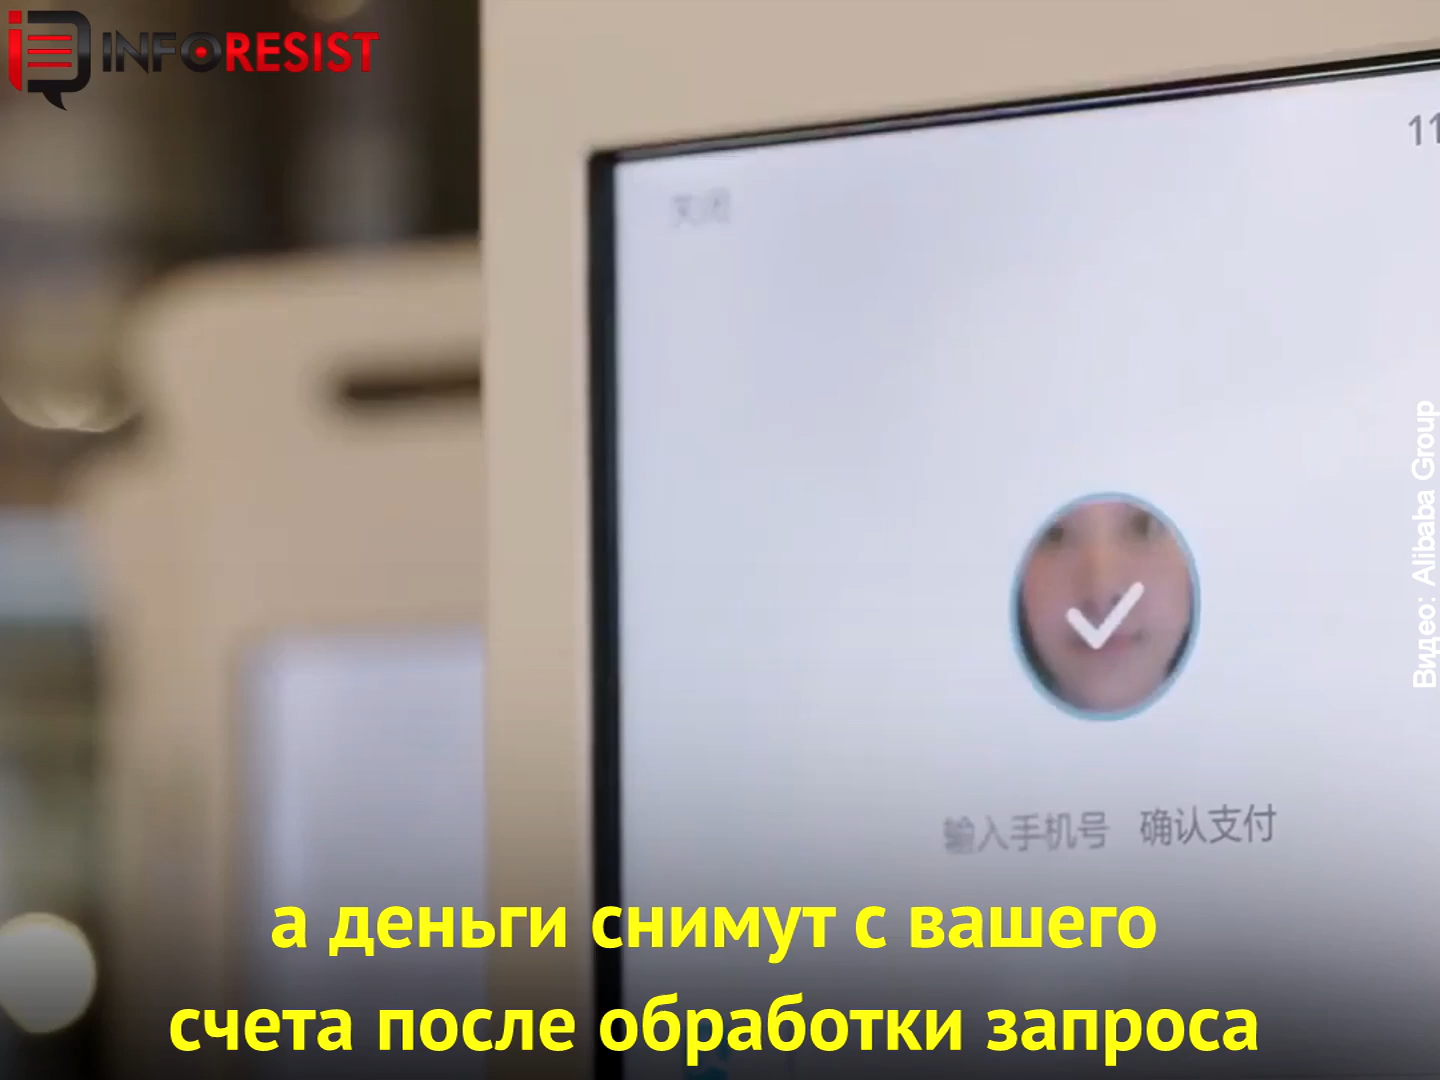 INFORESIST
11
关闭
Видео: Alibaba Group
输入手机号 确认支付
а деньги снимут с вашего
счета после обработки запроса